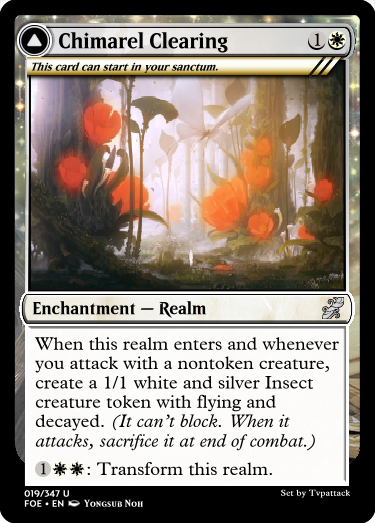 Chimarel Clearing 1
This card can start in your sanctum.
Enchantment — Realm
When this realm enters and whenever
you attack with a nontoken creature,
create a 1/1 white and silver Insect
creature token with flying and
decayed. (It can't block. When it
attacks, sacrifice it at end of combat.)
1: Transform this realm.
019/347 U
Set by Tvpattack
FOE • EN Yongsub Noh